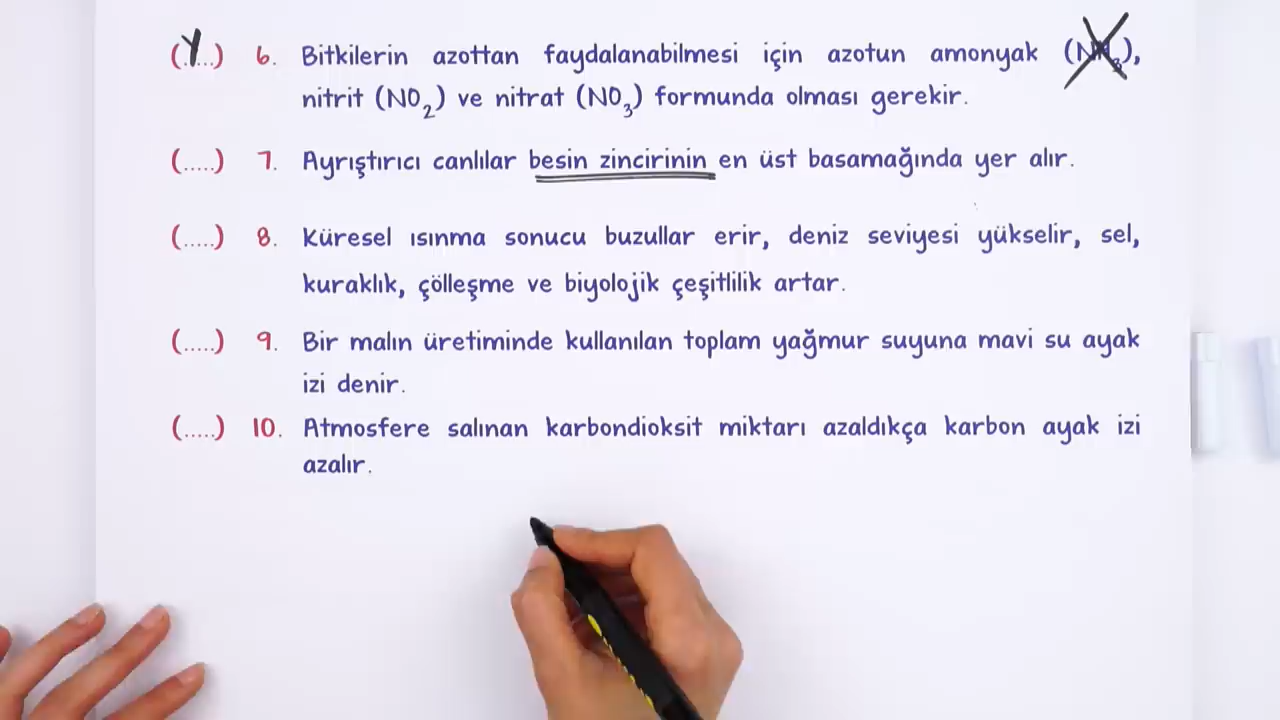 (.Y..) 6. Bitkilerin azottan faydalanabilmesi için azotun amonyak (NH₃),
nitrit (NO₂) ve nitrat (NO₃) formunda olması gerekir.
(.....) 7. Ayrıştırıcı canlılar besin zincirinin en üst basamağında yer alır.
(.....) 8. Küresel ısınma sonucu buzullar erir, deniz seviyesi yükselir, sel,
kuraklık, çölleşme ve biyolojik çeşitlilik artar.
(.....) 9. Bir malın üretiminde kullanılan toplam yağmur suyuna mavi su ayak
izi denir.
(.....) 10. Atmosfere salınan karbondioksit miktarı azaldıkça karbon ayak izi
azalır.